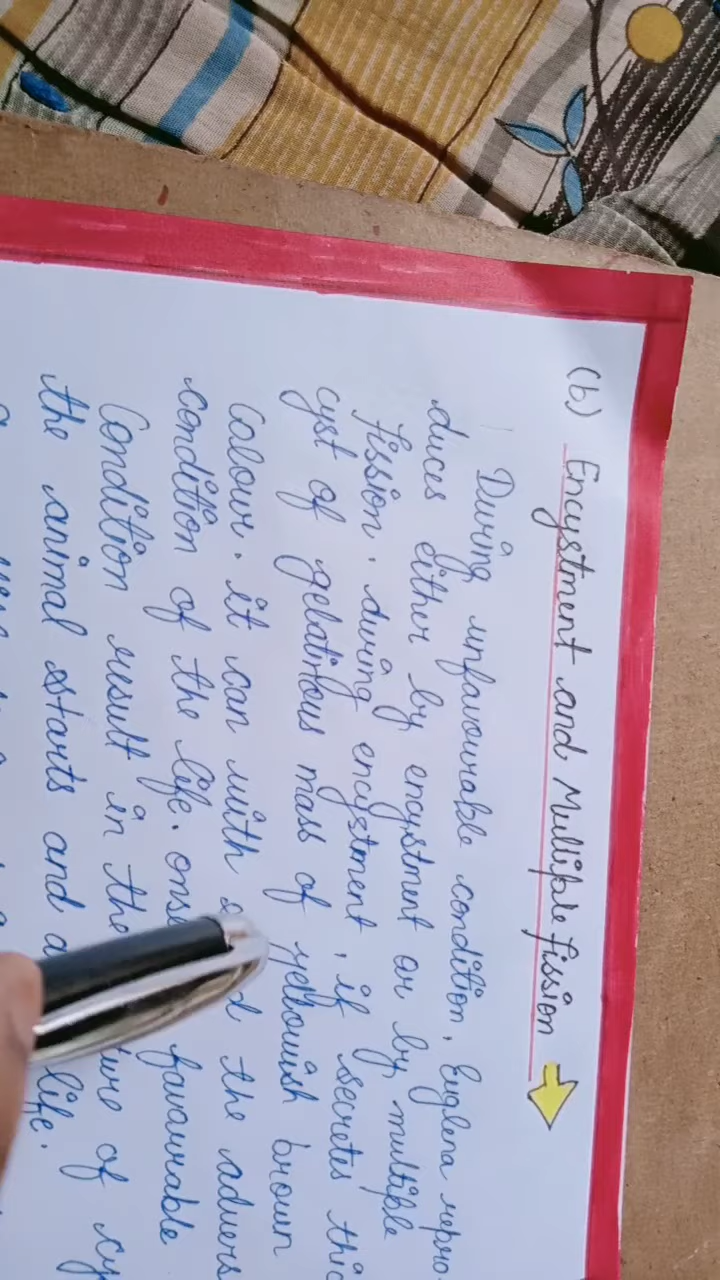 (b) Encystment and Multiple fission
During unfavourable condition, Euglena repro-
duces either by encystment or by multiple
fission. during encystment, if secretes thic
cyst of gelatinous mass of yellowish brown
Colour. it can with the advers
condition of the life. favourable
Condition result in the of cy
the animal starts and life.